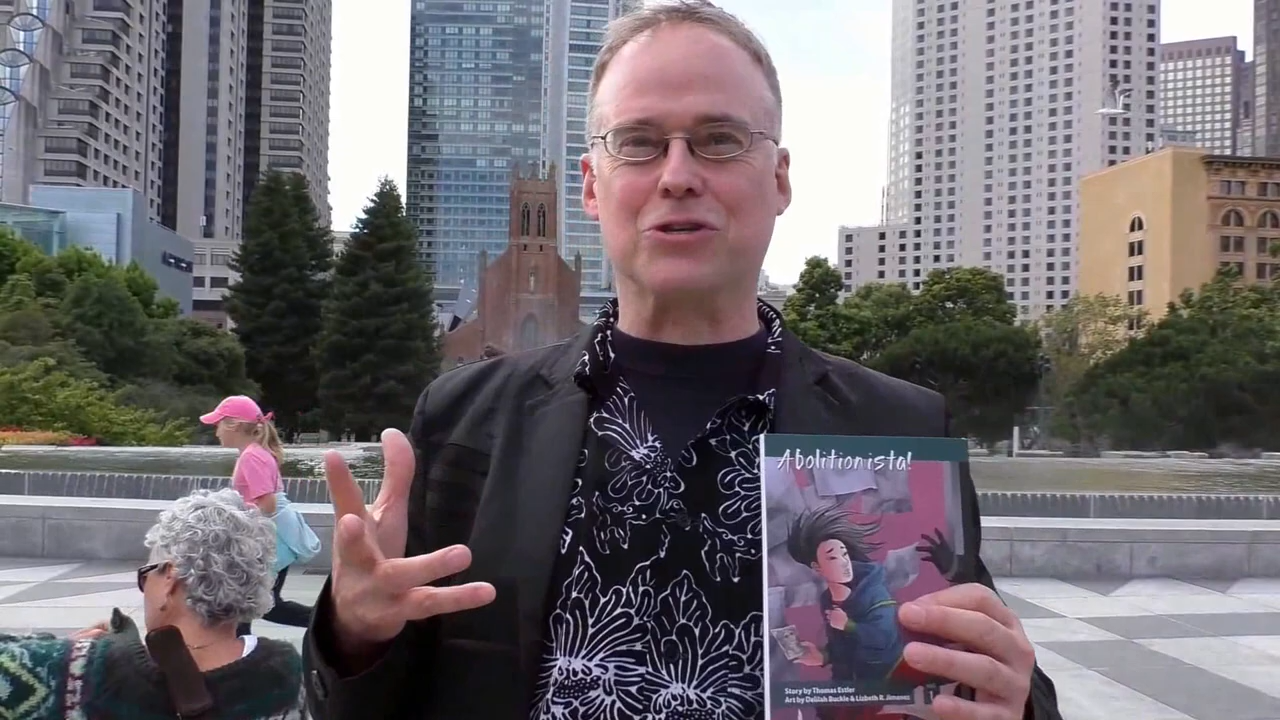 Abolitionista!
Story by Thomas Estler
Art by Delilah Buckle & Lizbeth R. Jimenez